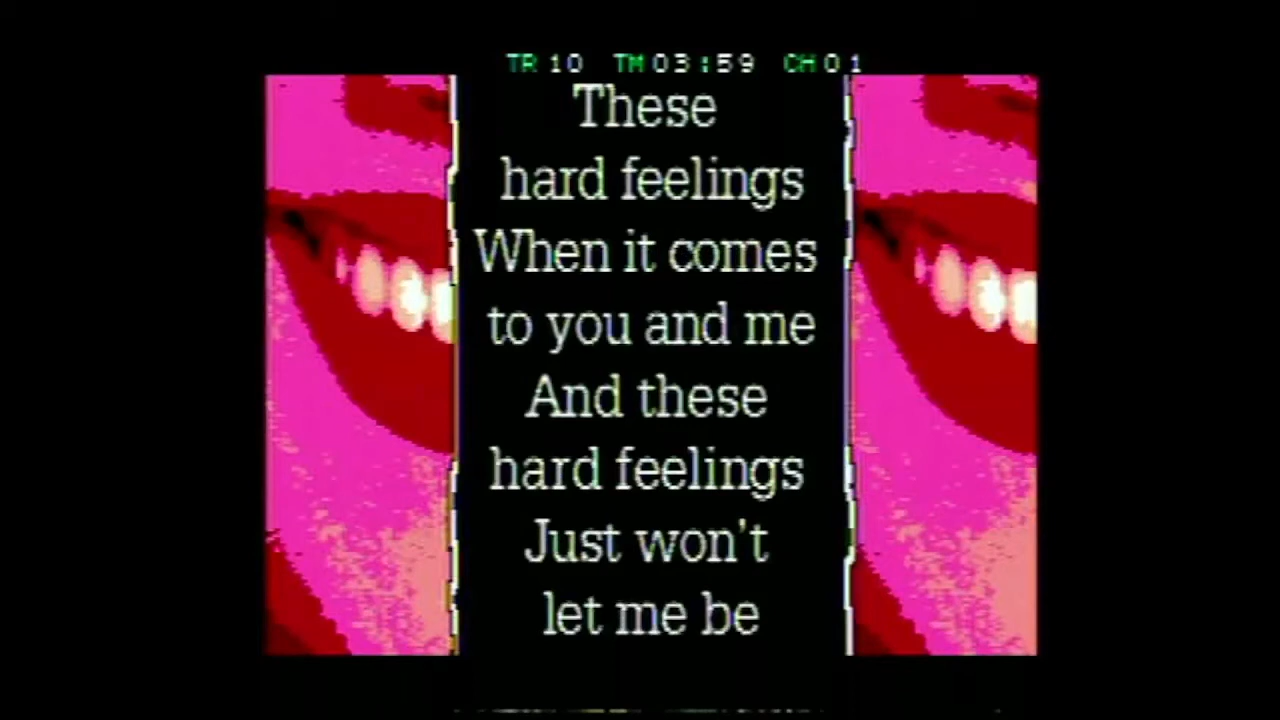 TR 10 TM 03:59 CH 01
These
hard feelings
When it comes
to you and me
And these
hard feelings
Just won't
let me be